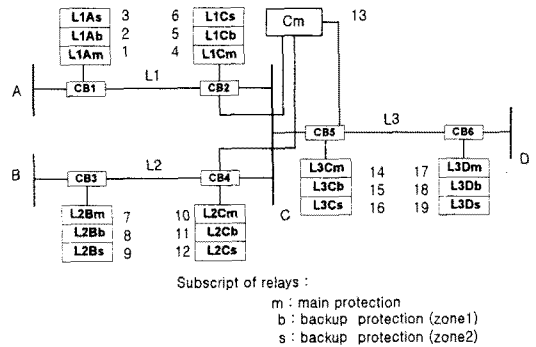 L1As 3 6 L1Cs Cm 13
L1Ab 2 5 L1Cb
L1Am 1 4 L1Cm
A CB1 L1 CB2
CB5 L3 CB6
D
B CB3 L2 CB4 C
L3Cm 14 17 L3Dm
L3Cb 15 18 L3Db
L3Cs 16 19 L3Ds
L2Bm 7 10 L2Cm
L2Bb 8 11 L2Cb
L2Bs 9 12 L2Cs
Subscript of relays :
m : main protection
b : backup protection (zone1)
s : backup protection (zone2)